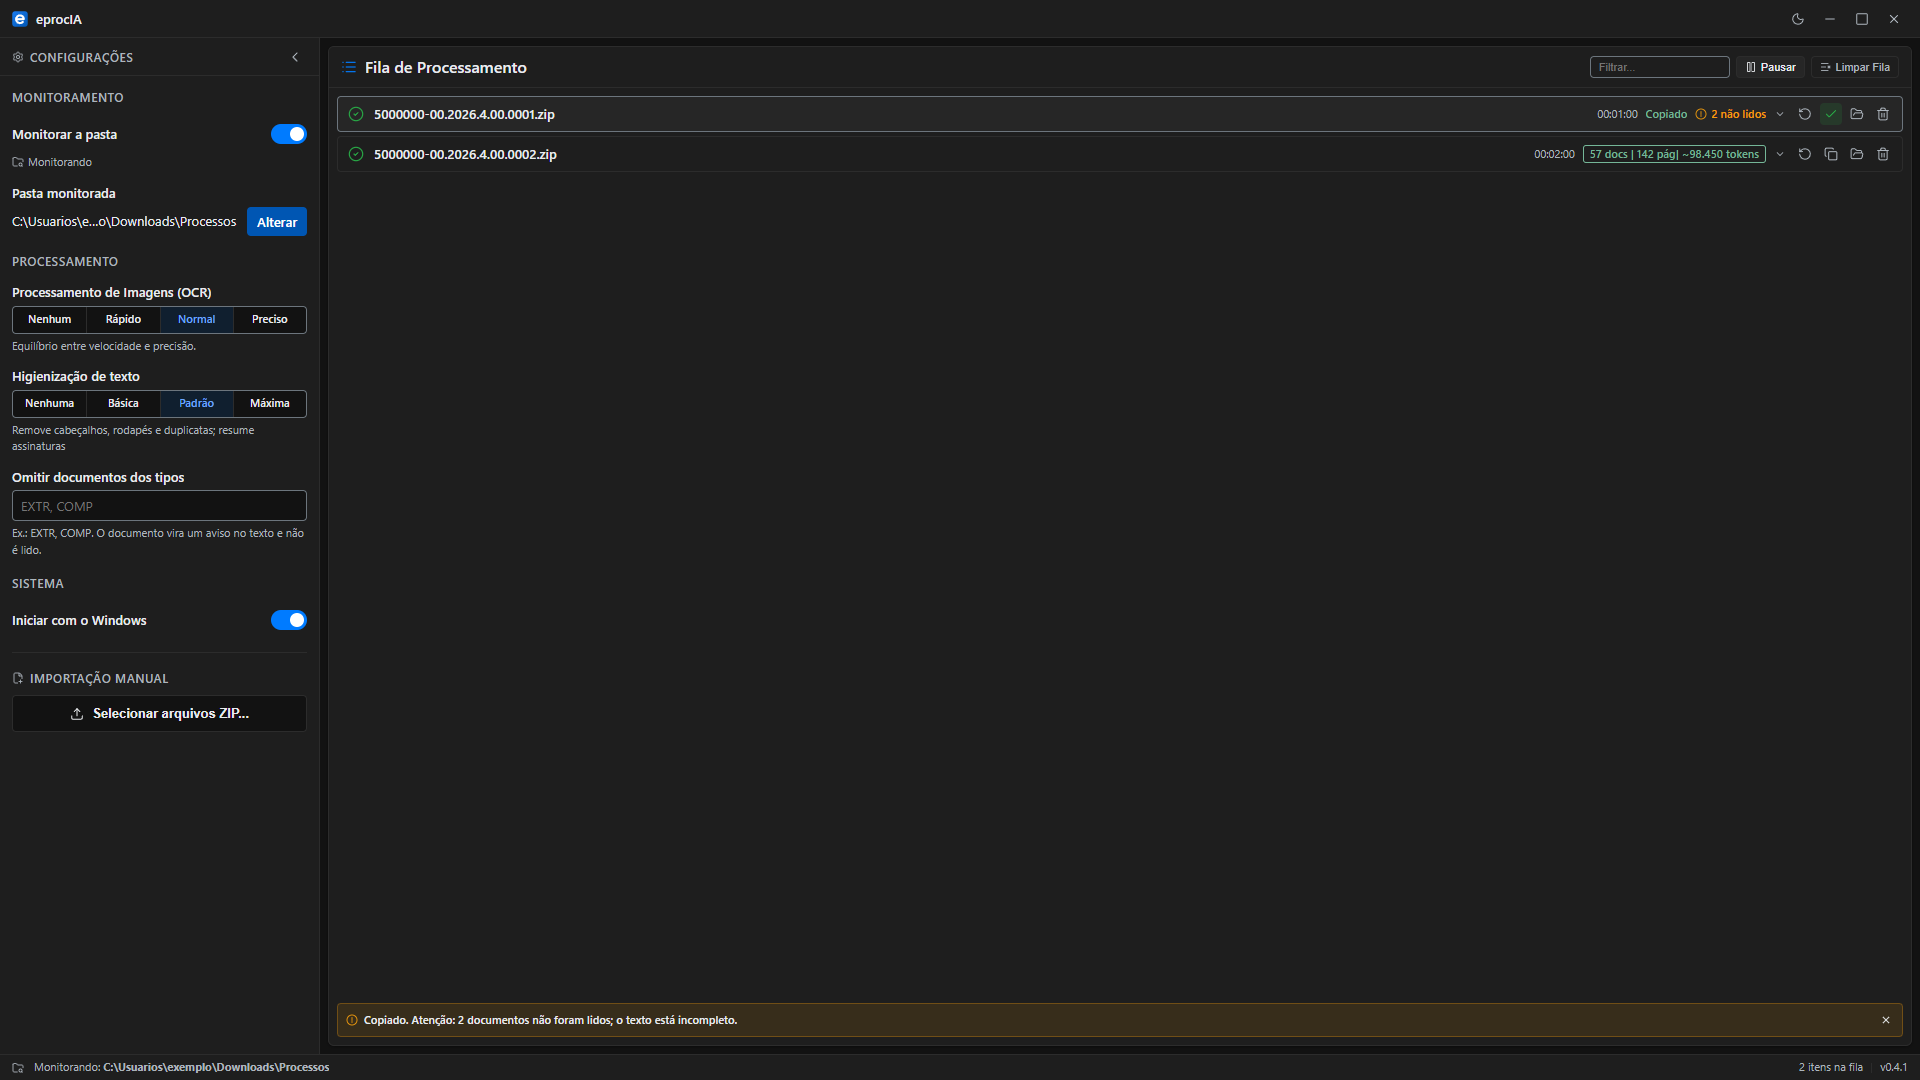 eprocIA
CONFIGURAÇÕES
MONITORAMENTO
Monitorar a pasta
Monitorando
Pasta monitorada
C:\Usuarios\e...o\Downloads\Processos
Alterar
PROCESSAMENTO
Processamento de Imagens (OCR)
Nenhum Rápido Normal Preciso
Equilíbrio entre velocidade e precisão.
Higienização de texto
Nenhuma Básica Padrão Máxima
Remove cabeçalhos, rodapés e duplicatas; resume
assinaturas
Omitir documentos dos tipos
EXTR, COMP
Ex.: EXTR, COMP. O documento vira um aviso no texto e não
é lido.
SISTEMA
Iniciar com o Windows
IMPORTAÇÃO MANUAL
Selecionar arquivos ZIP...
Fila de Processamento
Filtrar...
Pausar
Limpar Fila
5000000-00.2026.4.00.0001.zip 00:01:00 Copiado 2 não lidos
5000000-00.2026.4.00.0002.zip 00:02:00 57 docs | 142 pág| ~98.450 tokens
Copiado. Atenção: 2 documentos não foram lidos; o texto está incompleto.
Monitorando: C:\Usuarios\exemplo\Downloads\Processos
2 itens na fila v0.4.1